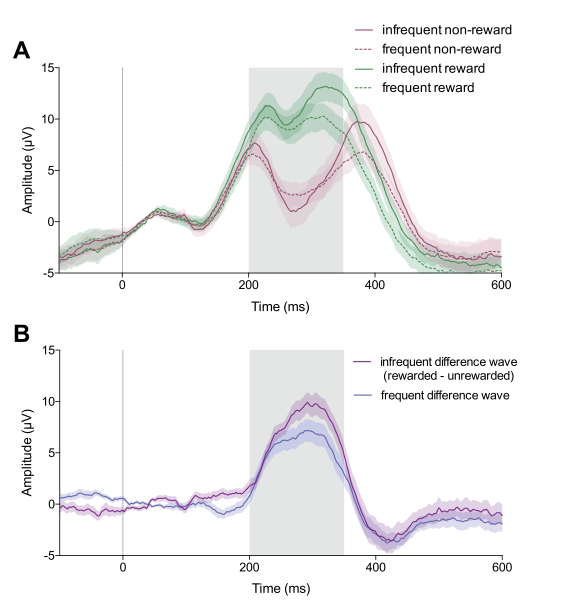 infrequent non-reward
A
frequent non-reward
infrequent reward
frequent reward
15
10
5
0
-5
Amplitude (µV)
0
200
400
600
Time (ms)
B
15
10
5
0
-5
Amplitude (µV)
infrequent difference wave
(rewarded - unrewarded)
frequent difference wave
0
200
400
600
Time (ms)